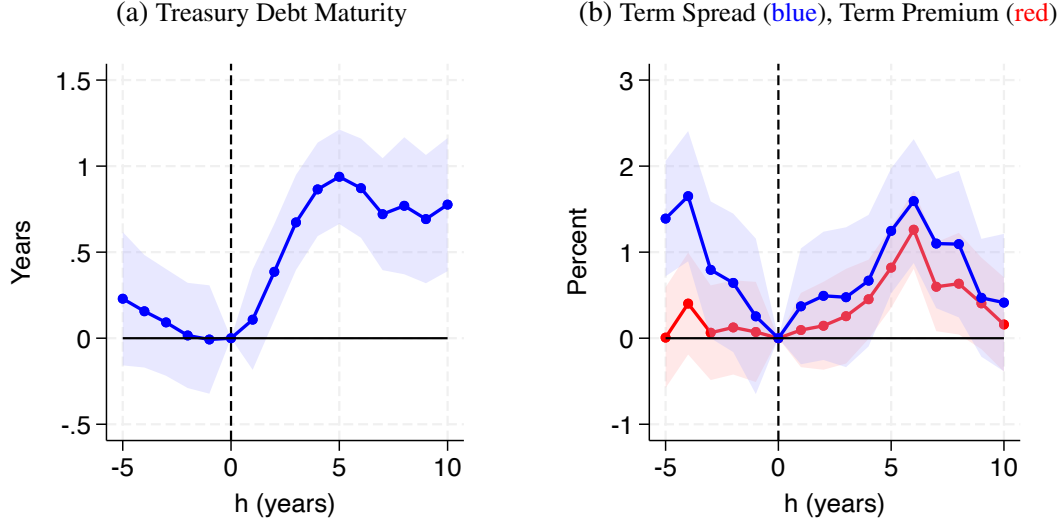 (a) Treasury Debt Maturity
1.5
1
.5
0
-.5
Years
-5 0 5 10
h (years)
(b) Term Spread (blue), Term Premium (red)
3
2
1
0
-1
Percent
-5 0 5 10
h (years)